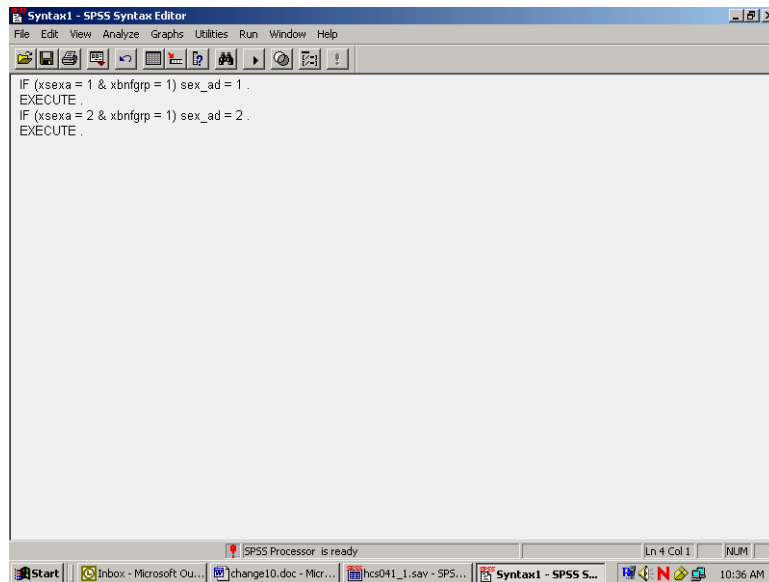 Syntax1 - SPSS Syntax Editor
File Edit View Analyze Graphs Utilities Run Window Help
IF (xsexa = 1 & xbnfgrp = 1) sex_ad = 1 .
EXECUTE .
IF (xsexa = 2 & xbnfgrp = 1) sex_ad = 2 .
EXECUTE .
SPSS Processor is ready Ln 4 Col 1 NUM
Start Inbox - Microsoft Ou... change10.doc - Micr... hcs041_1.sav - SPS... Syntax1 - SPSS S... N 10:36 AM